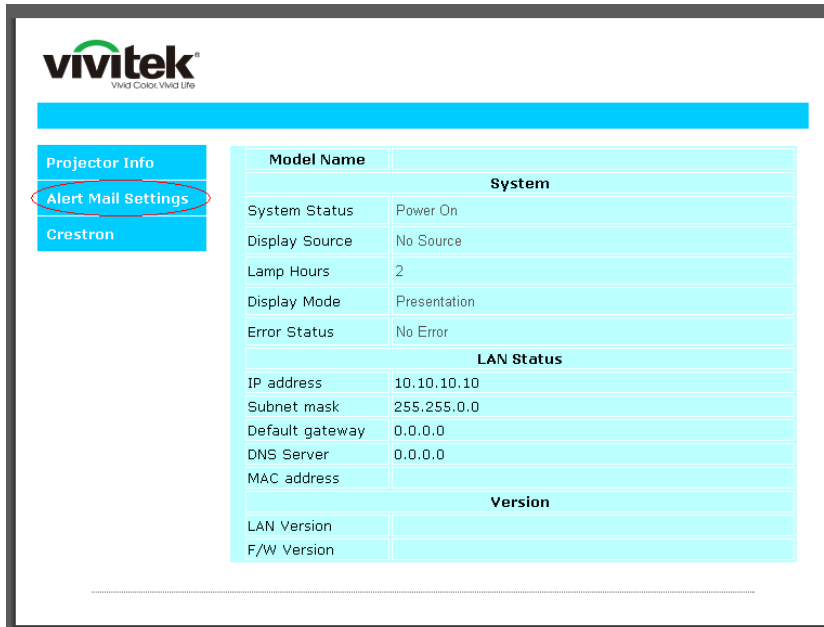 vivitek®
Vivid Color, Vivid Life
Projector Info
Alert Mail Settings
Crestron
Model Name
System
System Status Power On
Display Source No Source
Lamp Hours 2
Display Mode Presentation
Error Status No Error
LAN Status
IP address 10.10.10.10
Subnet mask 255.255.0.0
Default gateway 0.0.0.0
DNS Server 0.0.0.0
MAC address
Version
LAN Version
F/W Version